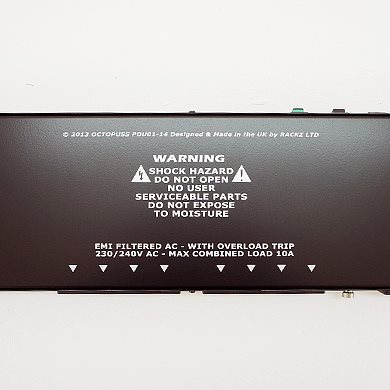 © 2013 OCTOPUSS PDU01-14 Designed & Made in the UK by RACKZ LTD
WARNING
SHOCK HAZARD
DO NOT OPEN
NO USER
SERVICEABLE PARTS
DO NOT EXPOSE
TO MOISTURE
EMI FILTERED AC - WITH OVERLOAD TRIP
230/240V AC - MAX COMBINED LOAD 10A